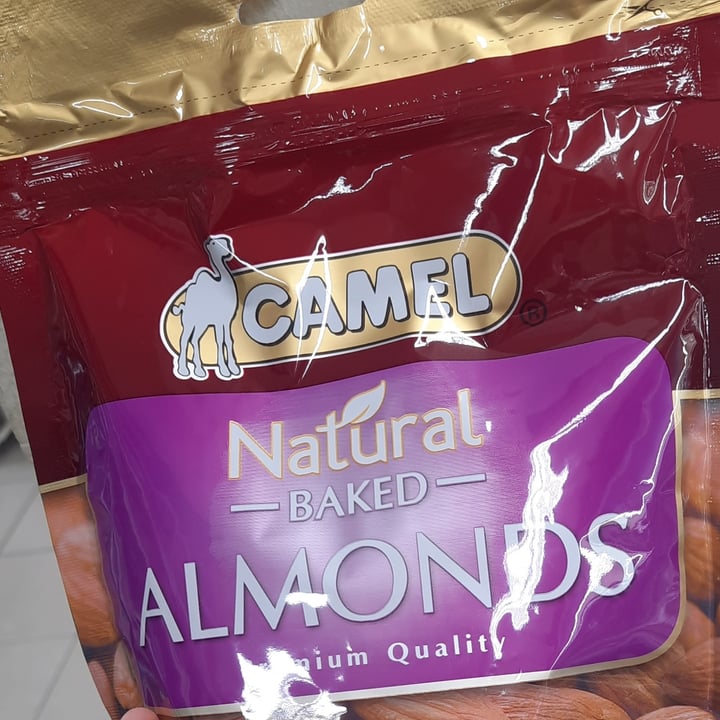 CAMEL ®
Natural
BAKED
ALMONDS
Quality